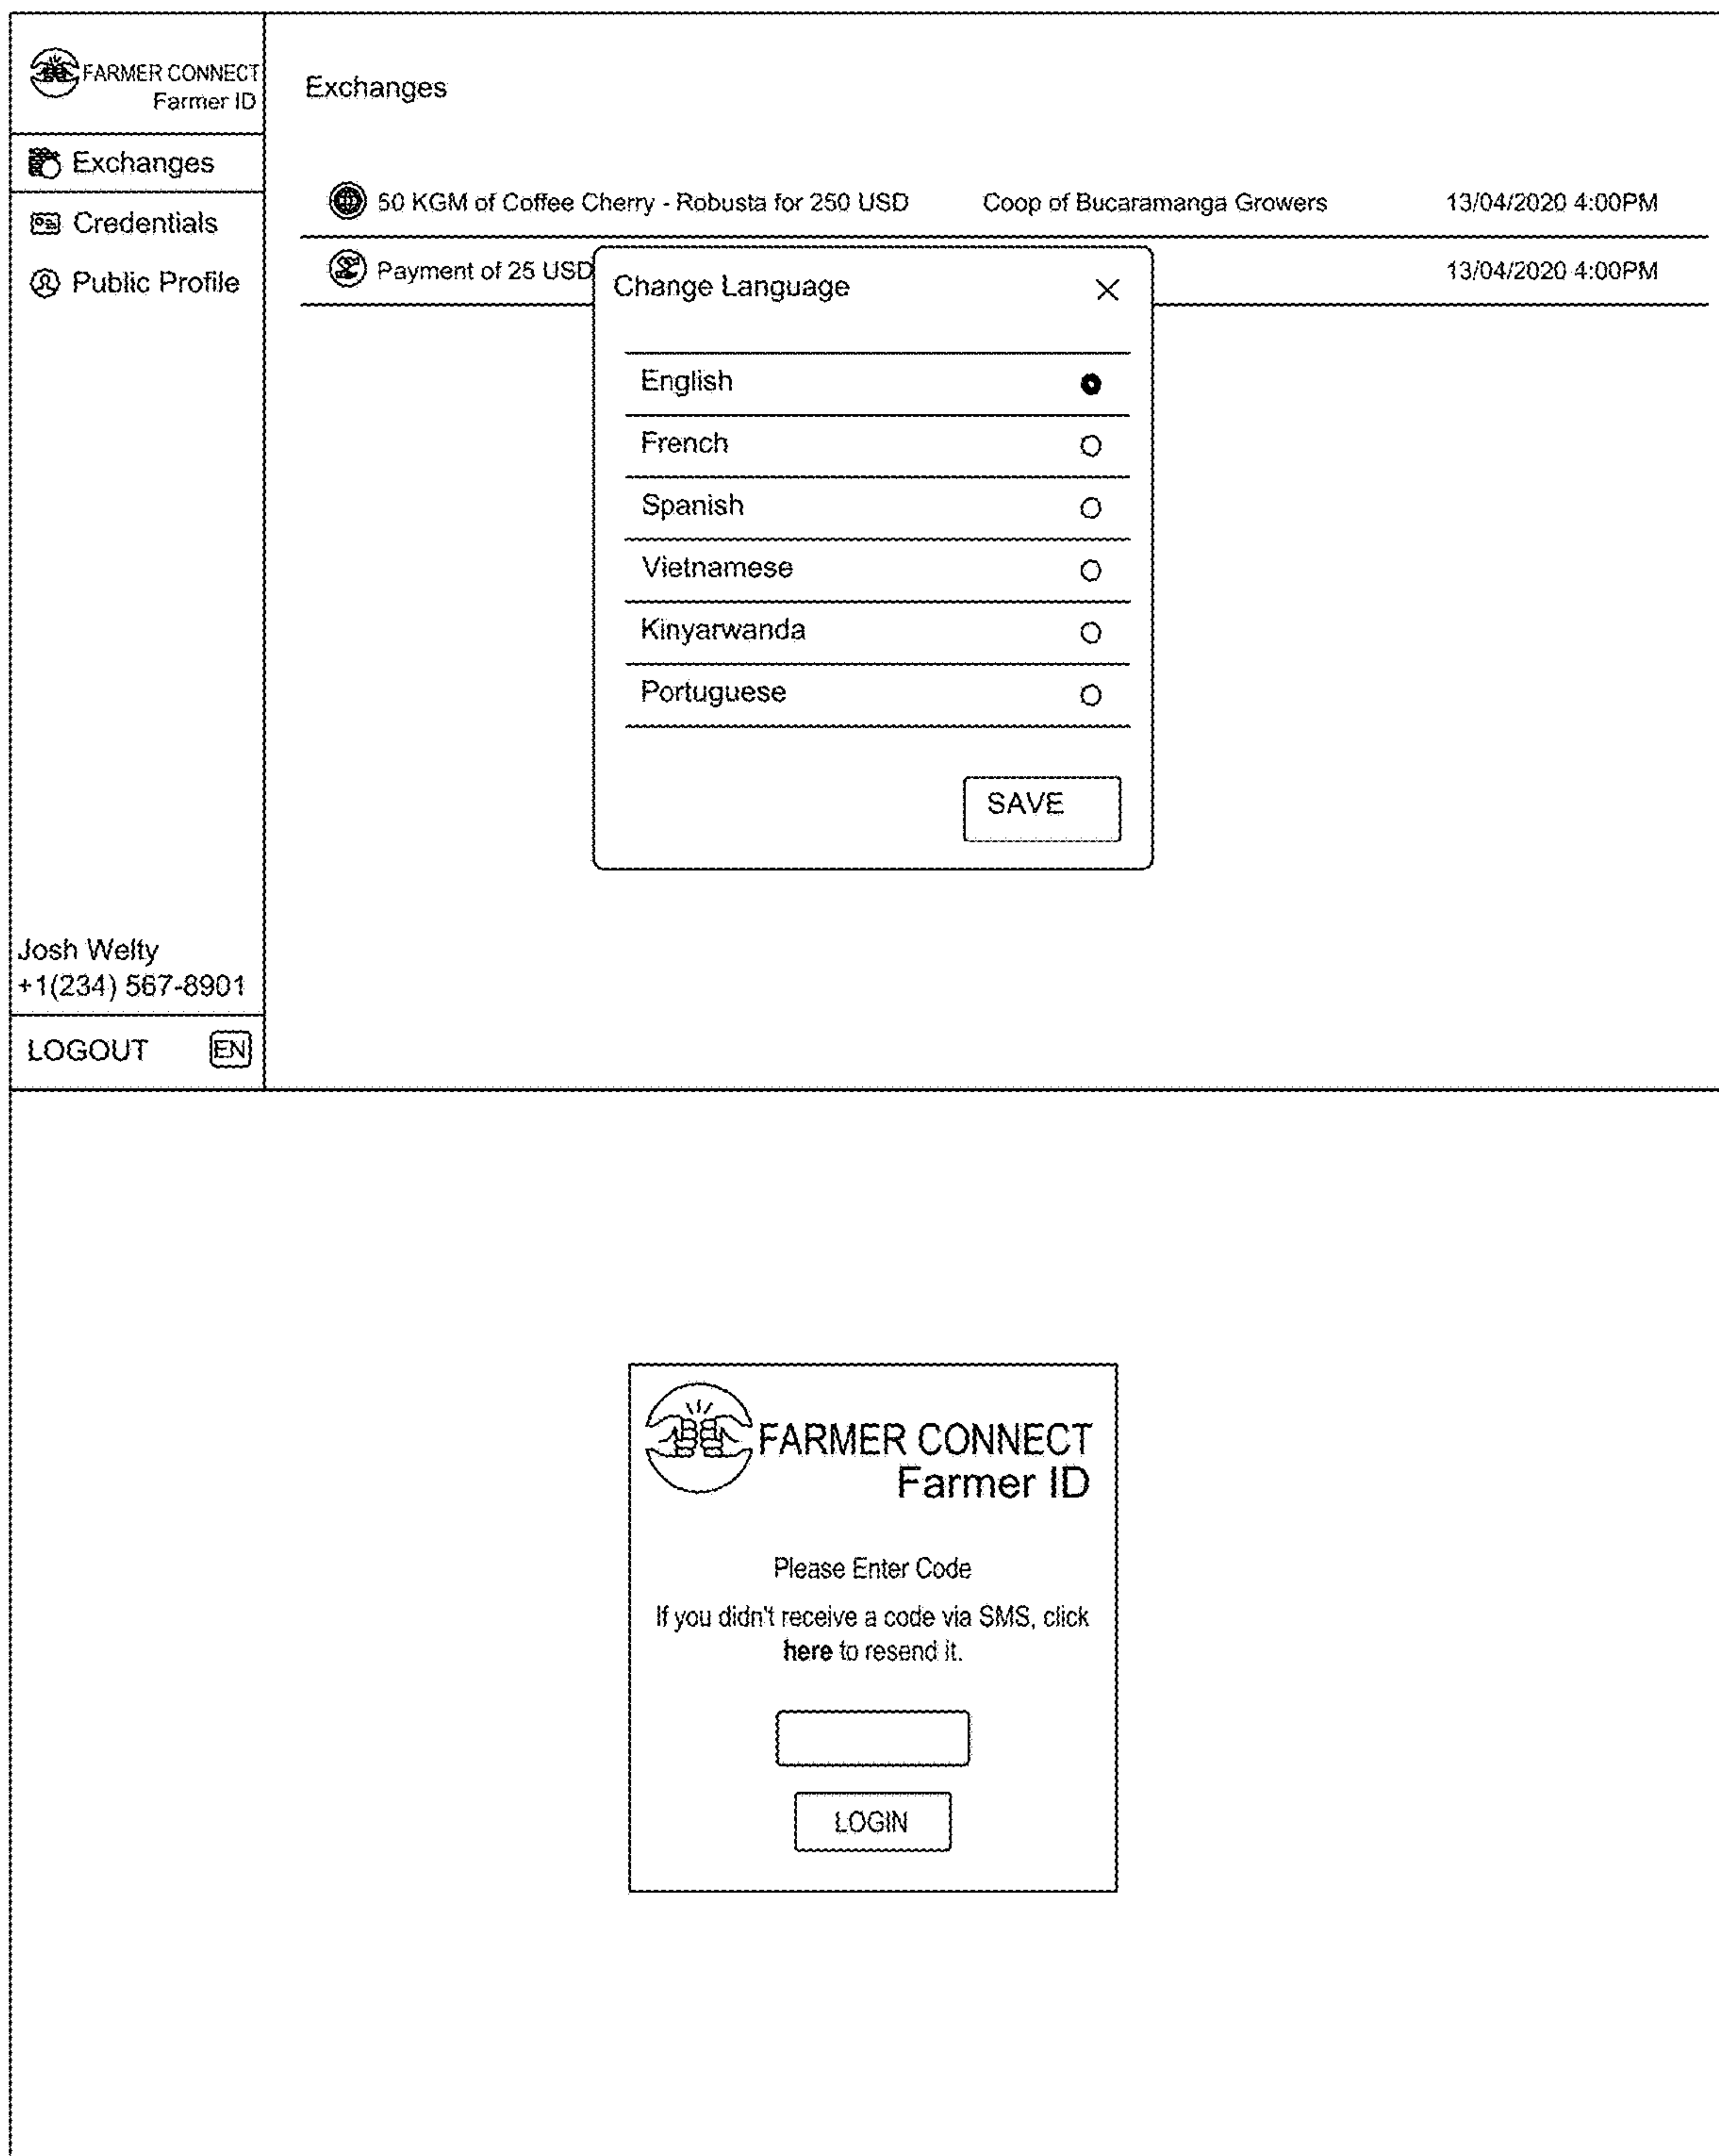 FARMER CONNECT
Farmer ID
Exchanges
Credentials
Public Profile
Josh Welty
+1(234) 567-8901
LOGOUT EN
Exchanges
50 KGM of Coffee Cherry - Robusta for 250 USD Coop of Bucaramanga Growers 13/04/2020 4:00PM
Payment of 25 USD 13/04/2020 4:00PM
Change Language ×
English
French
Spanish
Vietnamese
Kinyarwanda
Portuguese
SAVE
FARMER CONNECT
Farmer ID
Please Enter Code
If you didn't receive a code via SMS, click
here to resend it.
LOGIN